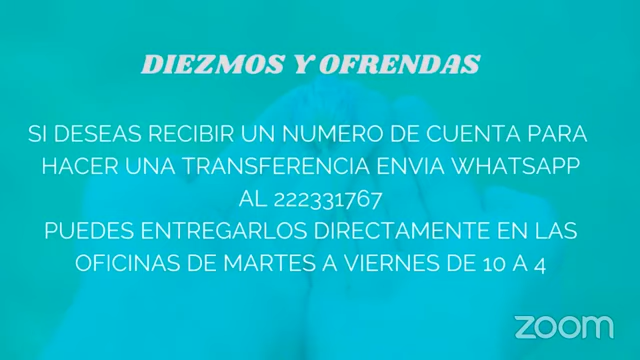 DIEZMOS Y OFRENDAS
SI DESEAS RECIBIR UN NUMERO DE CUENTA PARA
HACER UNA TRANSFERENCIA ENVIA WHATSAPP
AL 222331767
PUEDES ENTREGARLOS DIRECTAMENTE EN LAS
OFICINAS DE MARTES A VIERNES DE 10 A 4
zoom